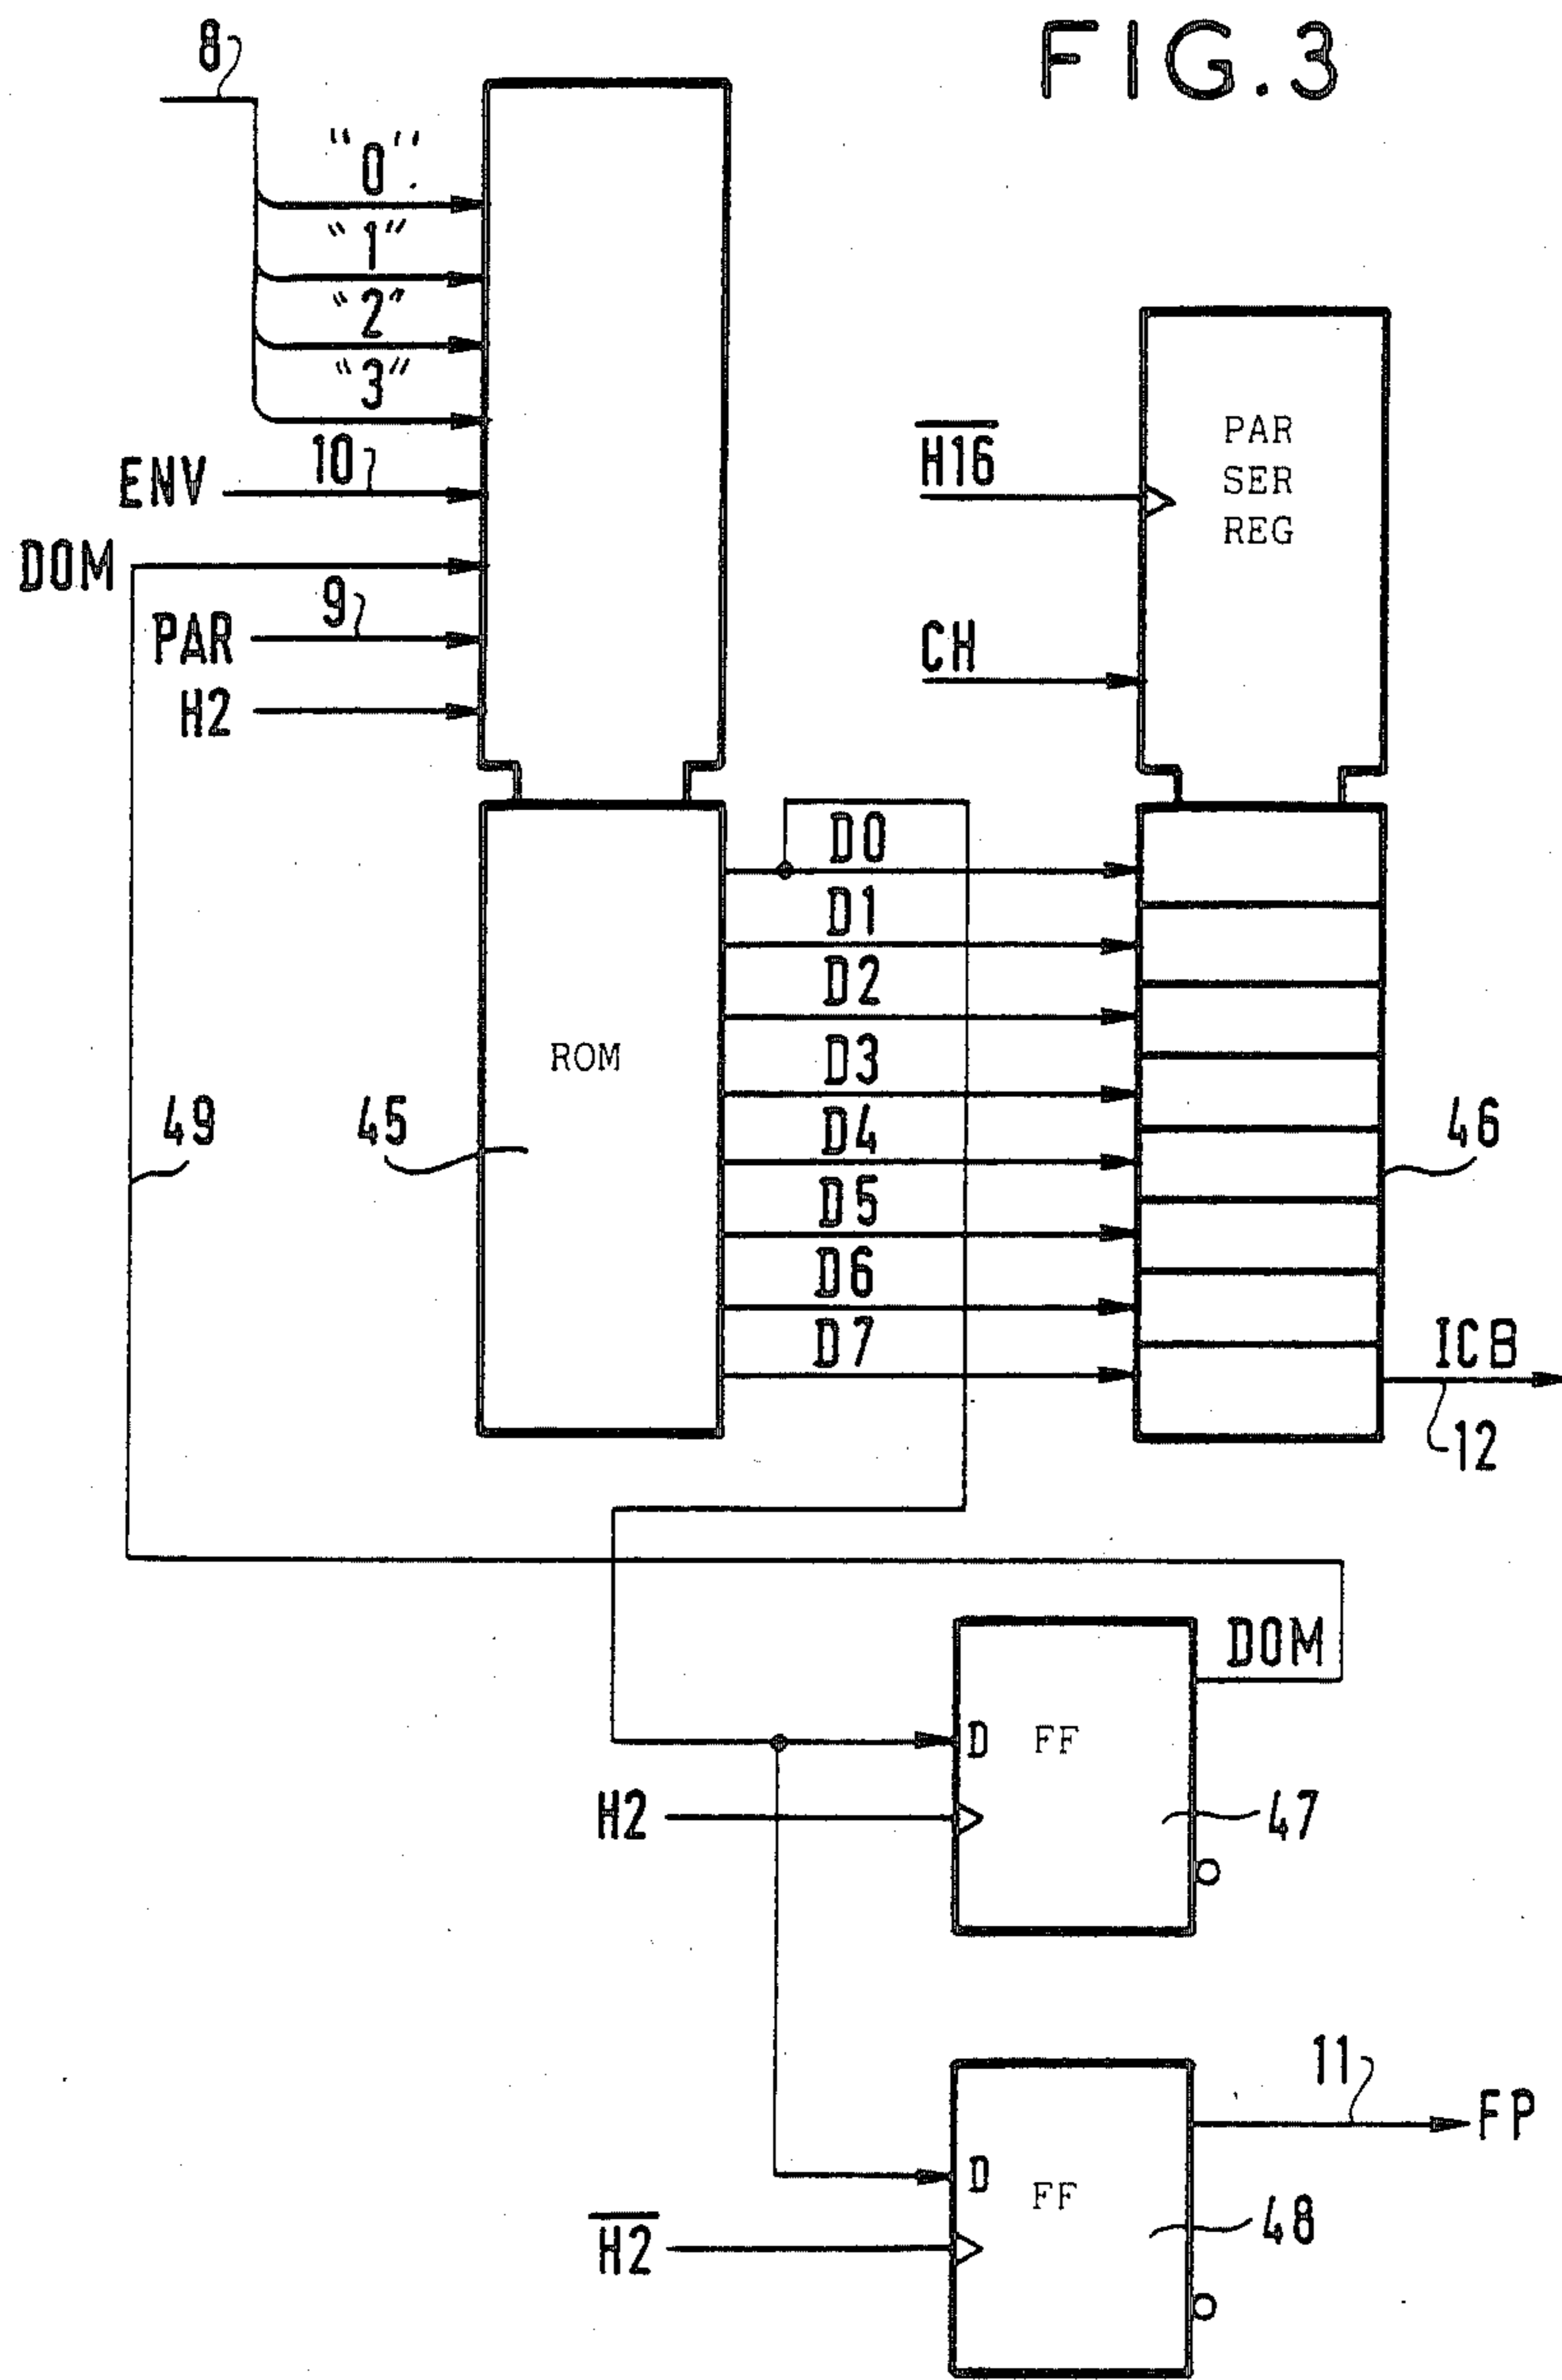 FIG.3
8
"0"
"1"
"2"
"3"
10
ENV
DOM
9
PAR
H2
H16
PAR
SER
REG
CH
D0
D1
D2
D3
D4
D5
D6
D7
ROM
49
45
46
ICB
12
DOM
D FF
H2
47
11
FP
D FF
H2
48